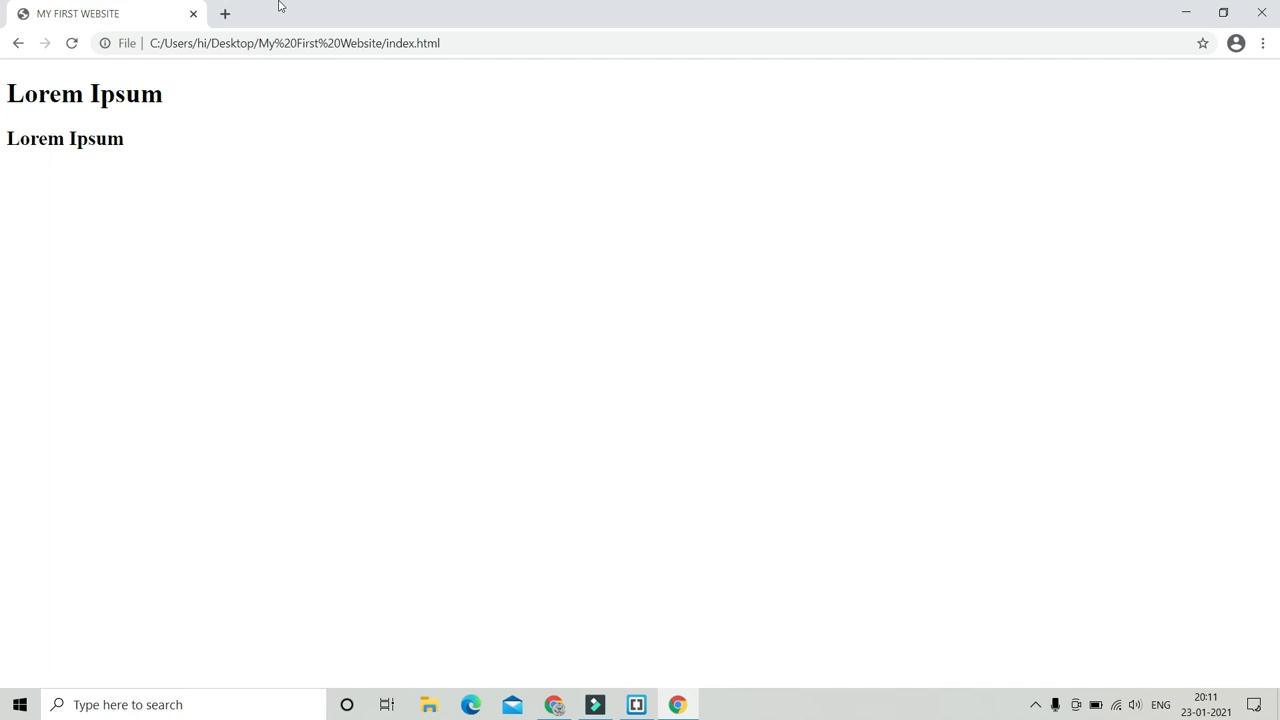 MY FIRST WEBSITE
File | C:/Users/hi/Desktop/My%20First%20Website/index.html
Lorem Ipsum
Lorem Ipsum
Type here to search
ENG
20:11
23-01-2021